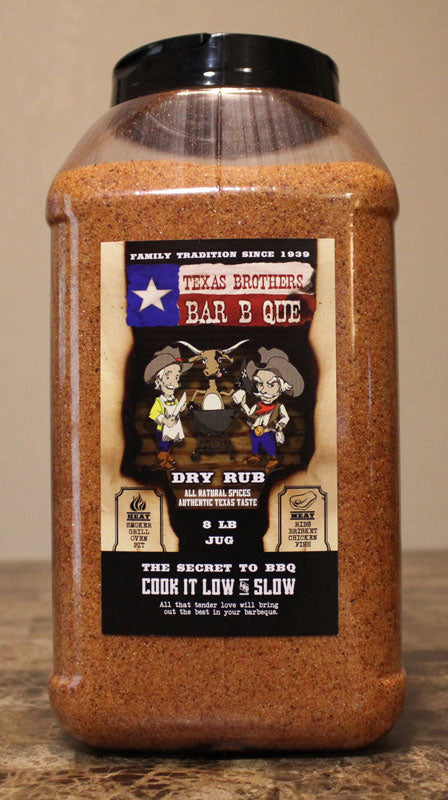 FAMILY TRADITION SINCE 1939
TEXAS BROTHERS
BAR B QUE
DRY RUB
ALL NATURAL SPICES
AUTHENTIC TEXAS TASTE
8 LB
JUG
HEAT
SMOKER
GRILL
OVEN
PIT
MEAT
RIBS
BRISKET
CHICKEN
FISH
THE SECRET TO BBQ
COOK IT LOW & SLOW
All that tender love will bring
out the best in your barbeque.